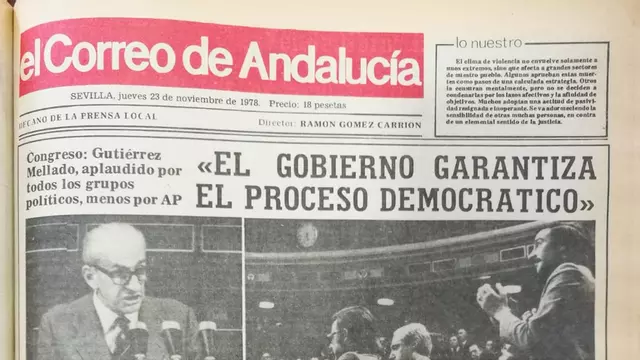 el Correo de Andalucía
SEVILLA, jueves 23 de noviembre de 1978. Precio: 18 pesetas
DECANO DE LA PRENSA LOCAL
Director: RAMON GOMEZ CARRION
lo nuestro
El clima de violencia no envuelve solamente a
unos extremos, sino que afecta a grandes sectores
de nuestro pueblo. Algunos aprueban estas muer-
tes como pasos de una calculada estrategia. Otros
la censuran mentalmente, pero no se deciden a
condenarlas por los lazos afectivos y la afinidad de
objetivos. Muchos adoptan una actitud de pasivi-
dad resignada e inoperante. Se va adormeciendo la
sensibilidad de otras muchas personas, en contra
de un elemental sentido de la justicia.
Congreso: Gutiérrez
Mellado, aplaudido por
todos los grupos
políticos, menos por AP
«EL GOBIERNO GARANTIZA
EL PROCESO DEMOCRATICO»